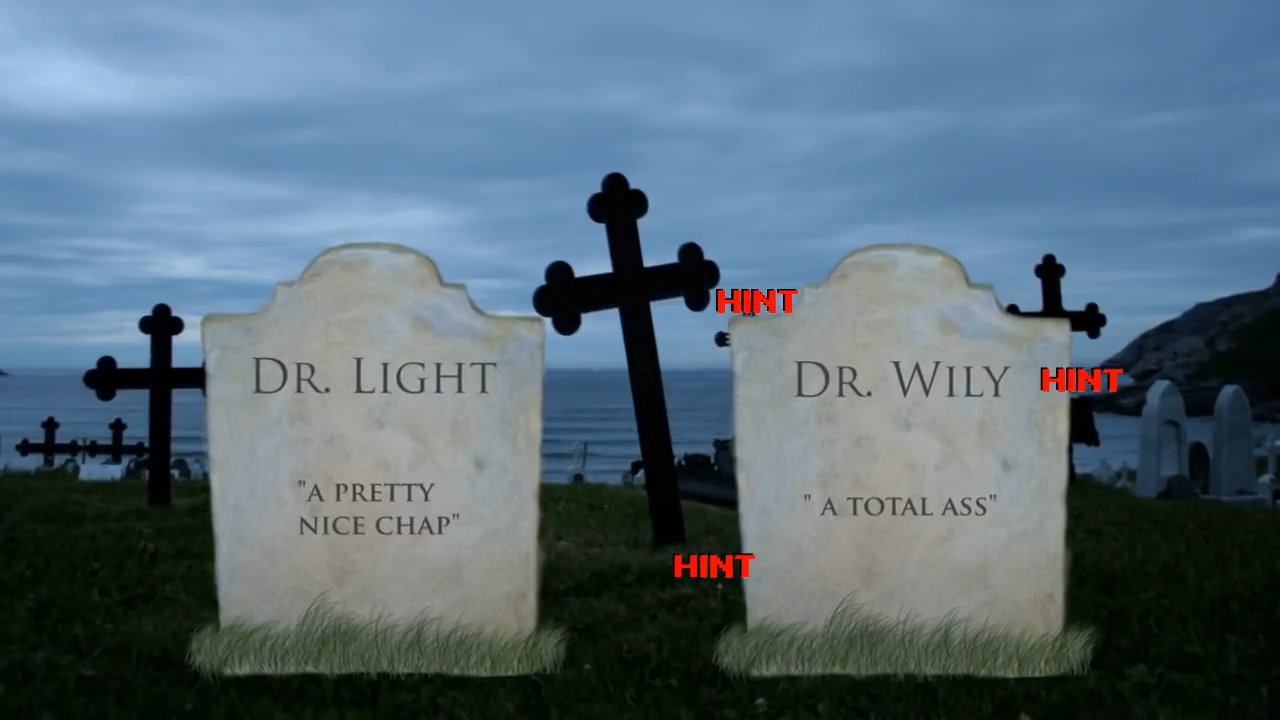 HINT
DR. LIGHT
DR. WILY
HINT
"A PRETTY
NICE CHAP"
" A TOTAL ASS"
HINT